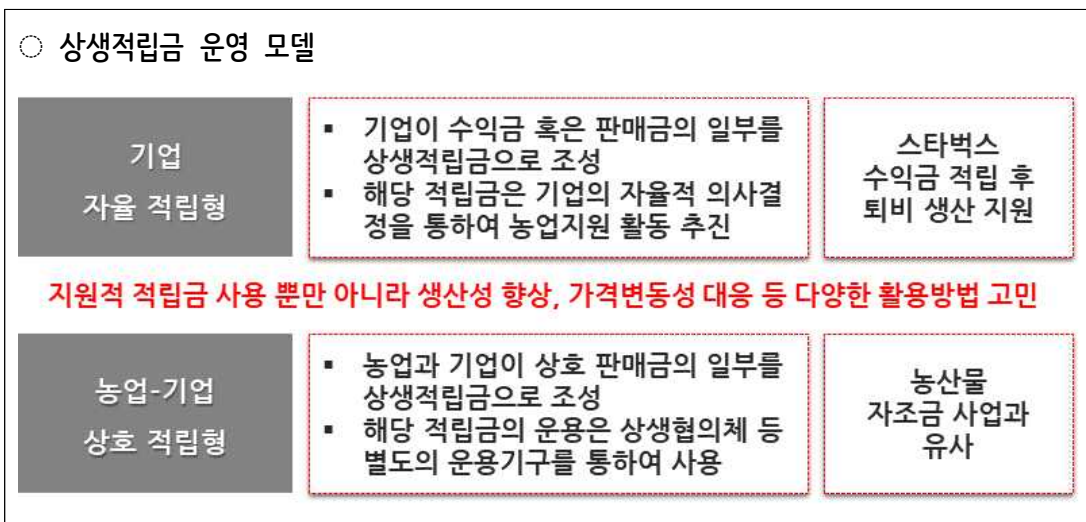 ○ 상생적립금 운영 모델
기업
자율 적립형
▪ 기업이 수익금 혹은 판매금의 일부를
상생적립금으로 조성
▪ 해당 적립금은 기업의 자율적 의사결
정을 통하여 농업지원 활동 추진
스타벅스
수익금 적립 후
퇴비 생산 지원
지원적 적립금 사용 뿐만 아니라 생산성 향상, 가격변동성 대응 등 다양한 활용방법 고민
농업-기업
상호 적립형
▪ 농업과 기업이 상호 판매금의 일부를
상생적립금으로 조성
▪ 해당 적립금의 운용은 상생협의체 등
별도의 운용기구를 통하여 사용
농산물
자조금 사업과
유사